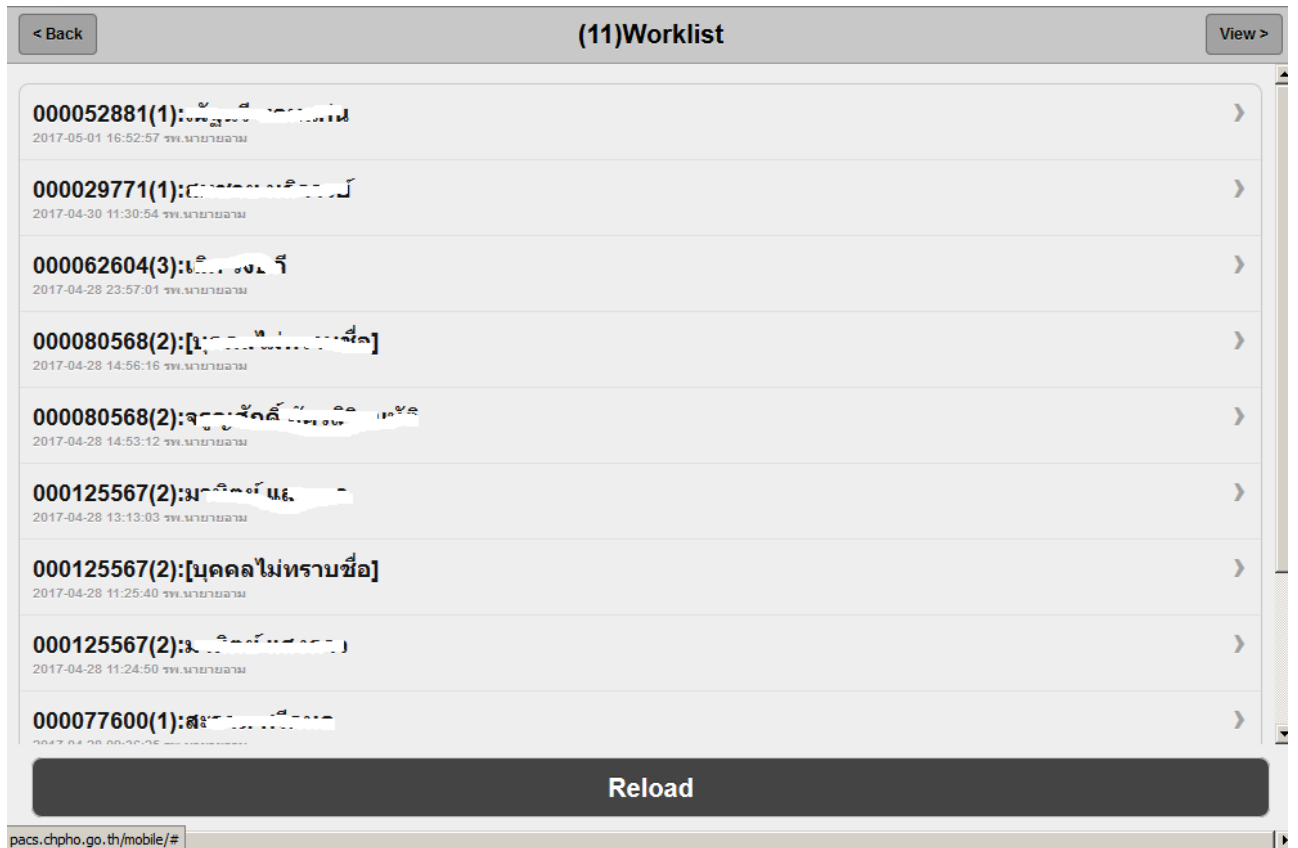 < Back
(11)Worklist
View >
000052881(1):
2017-05-01 16:52:57 รพ.นายายอาม
000029771(1):
2017-04-30 11:30:54 รพ.นายายอาม
000062604(3):
2017-04-28 23:57:01 รพ.นายายอาม
000080568(2):
2017-04-28 14:56:16 รพ.นายายอาม
000080568(2):
2017-04-28 14:53:12 รพ.นายายอาม
000125567(2):
2017-04-28 13:13:03 รพ.นายายอาม
000125567(2):[บุคคลไม่ทราบชื่อ]
2017-04-28 11:25:40 รพ.นายายอาม
000125567(2):
2017-04-28 11:24:50 รพ.นายายอาม
000077600(1):
Reload
pacs.chpho.go.th/mobile/#